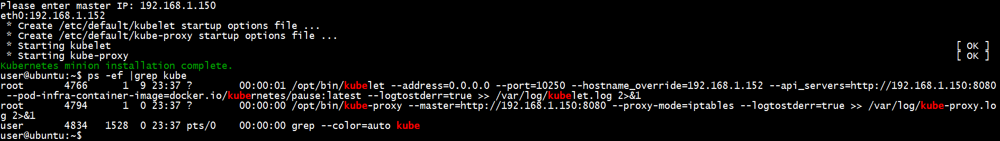 Please enter master IP: 192.168.1.150
eth0:192.168.1.152
 * Create /etc/default/kubelet startup options file ...
 * Create /etc/default/kube-proxy startup options file ...
 * Starting kubelet [ OK ]
 * Starting kube-proxy [ OK ]
Kubernetes minion installation complete.
user@ubuntu:~$ ps -ef |grep kube
root      4766     1  9 23:37 ?        00:00:01 /opt/bin/kubelet --address=0.0.0.0 --port=10250 --hostname_override=192.168.1.152 --api_servers=http://192.168.1.150:8080
 --pod-infra-container-image=docker.io/kubernetes/pause:latest --logtostderr=true >> /var/log/kubelet.log 2>&1
root      4794     1  0 23:37 ?        00:00:00 /opt/bin/kube-proxy --master=http://192.168.1.150:8080 --proxy-mode=iptables --logtostderr=true >> /var/log/kube-proxy.lo
g 2>&1
user      4834  1528  0 23:37 pts/0    00:00:00 grep --color=auto kube
user@ubuntu:~$